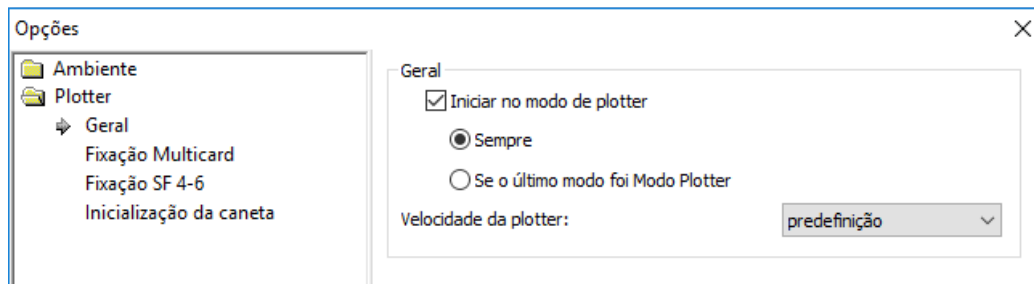 Opções
Ambiente
Plotter
Geral
Fixação Multicard
Fixação SF 4-6
Inicialização da caneta
Geral
Iniciar no modo de plotter
Sempre
Se o último modo foi Modo Plotter
Velocidade da plotter: predefinição